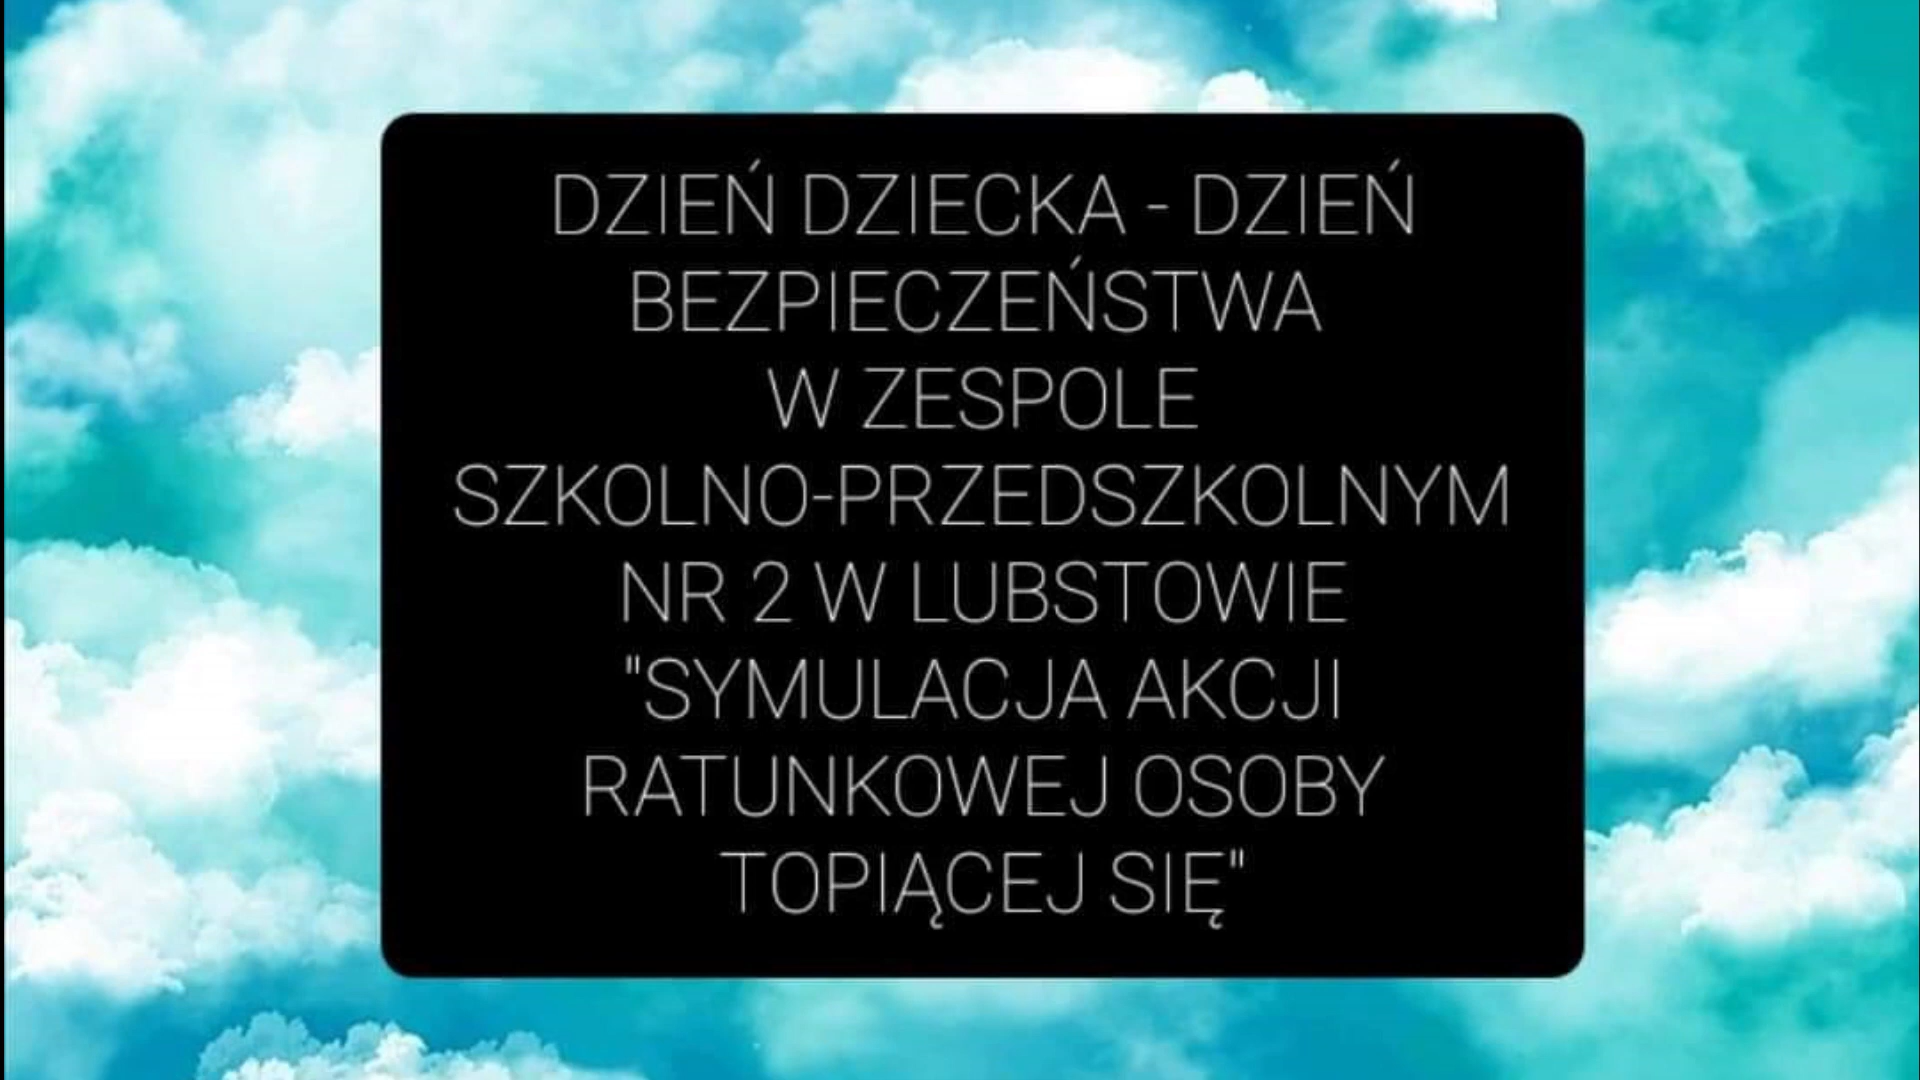 DZIEŃ DZIECKA - DZIEŃ
BEZPIECZEŃSTWA
W ZESPOLE
SZKOLNO-PRZEDSZKOLNYM
NR 2 W LUBSTOWIE
"SYMULACJA AKCJI
RATUNKOWEJ OSOBY
TOPIĄCEJ SIĘ"